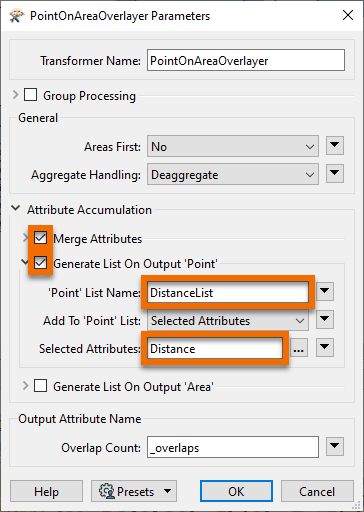 PointOnAreaOverlayer Parameters
Transformer Name: PointOnAreaOverlayer
Group Processing
General
Areas First: No
Aggregate Handling: Deaggregate
Attribute Accumulation
Merge Attributes
Generate List On Output 'Point'
'Point' List Name: DistanceList
Add To 'Point' List: Selected Attributes
Selected Attributes: Distance ...
Generate List On Output 'Area'
Output Attribute Name
Overlap Count: _overlaps
Help Presets OK Cancel